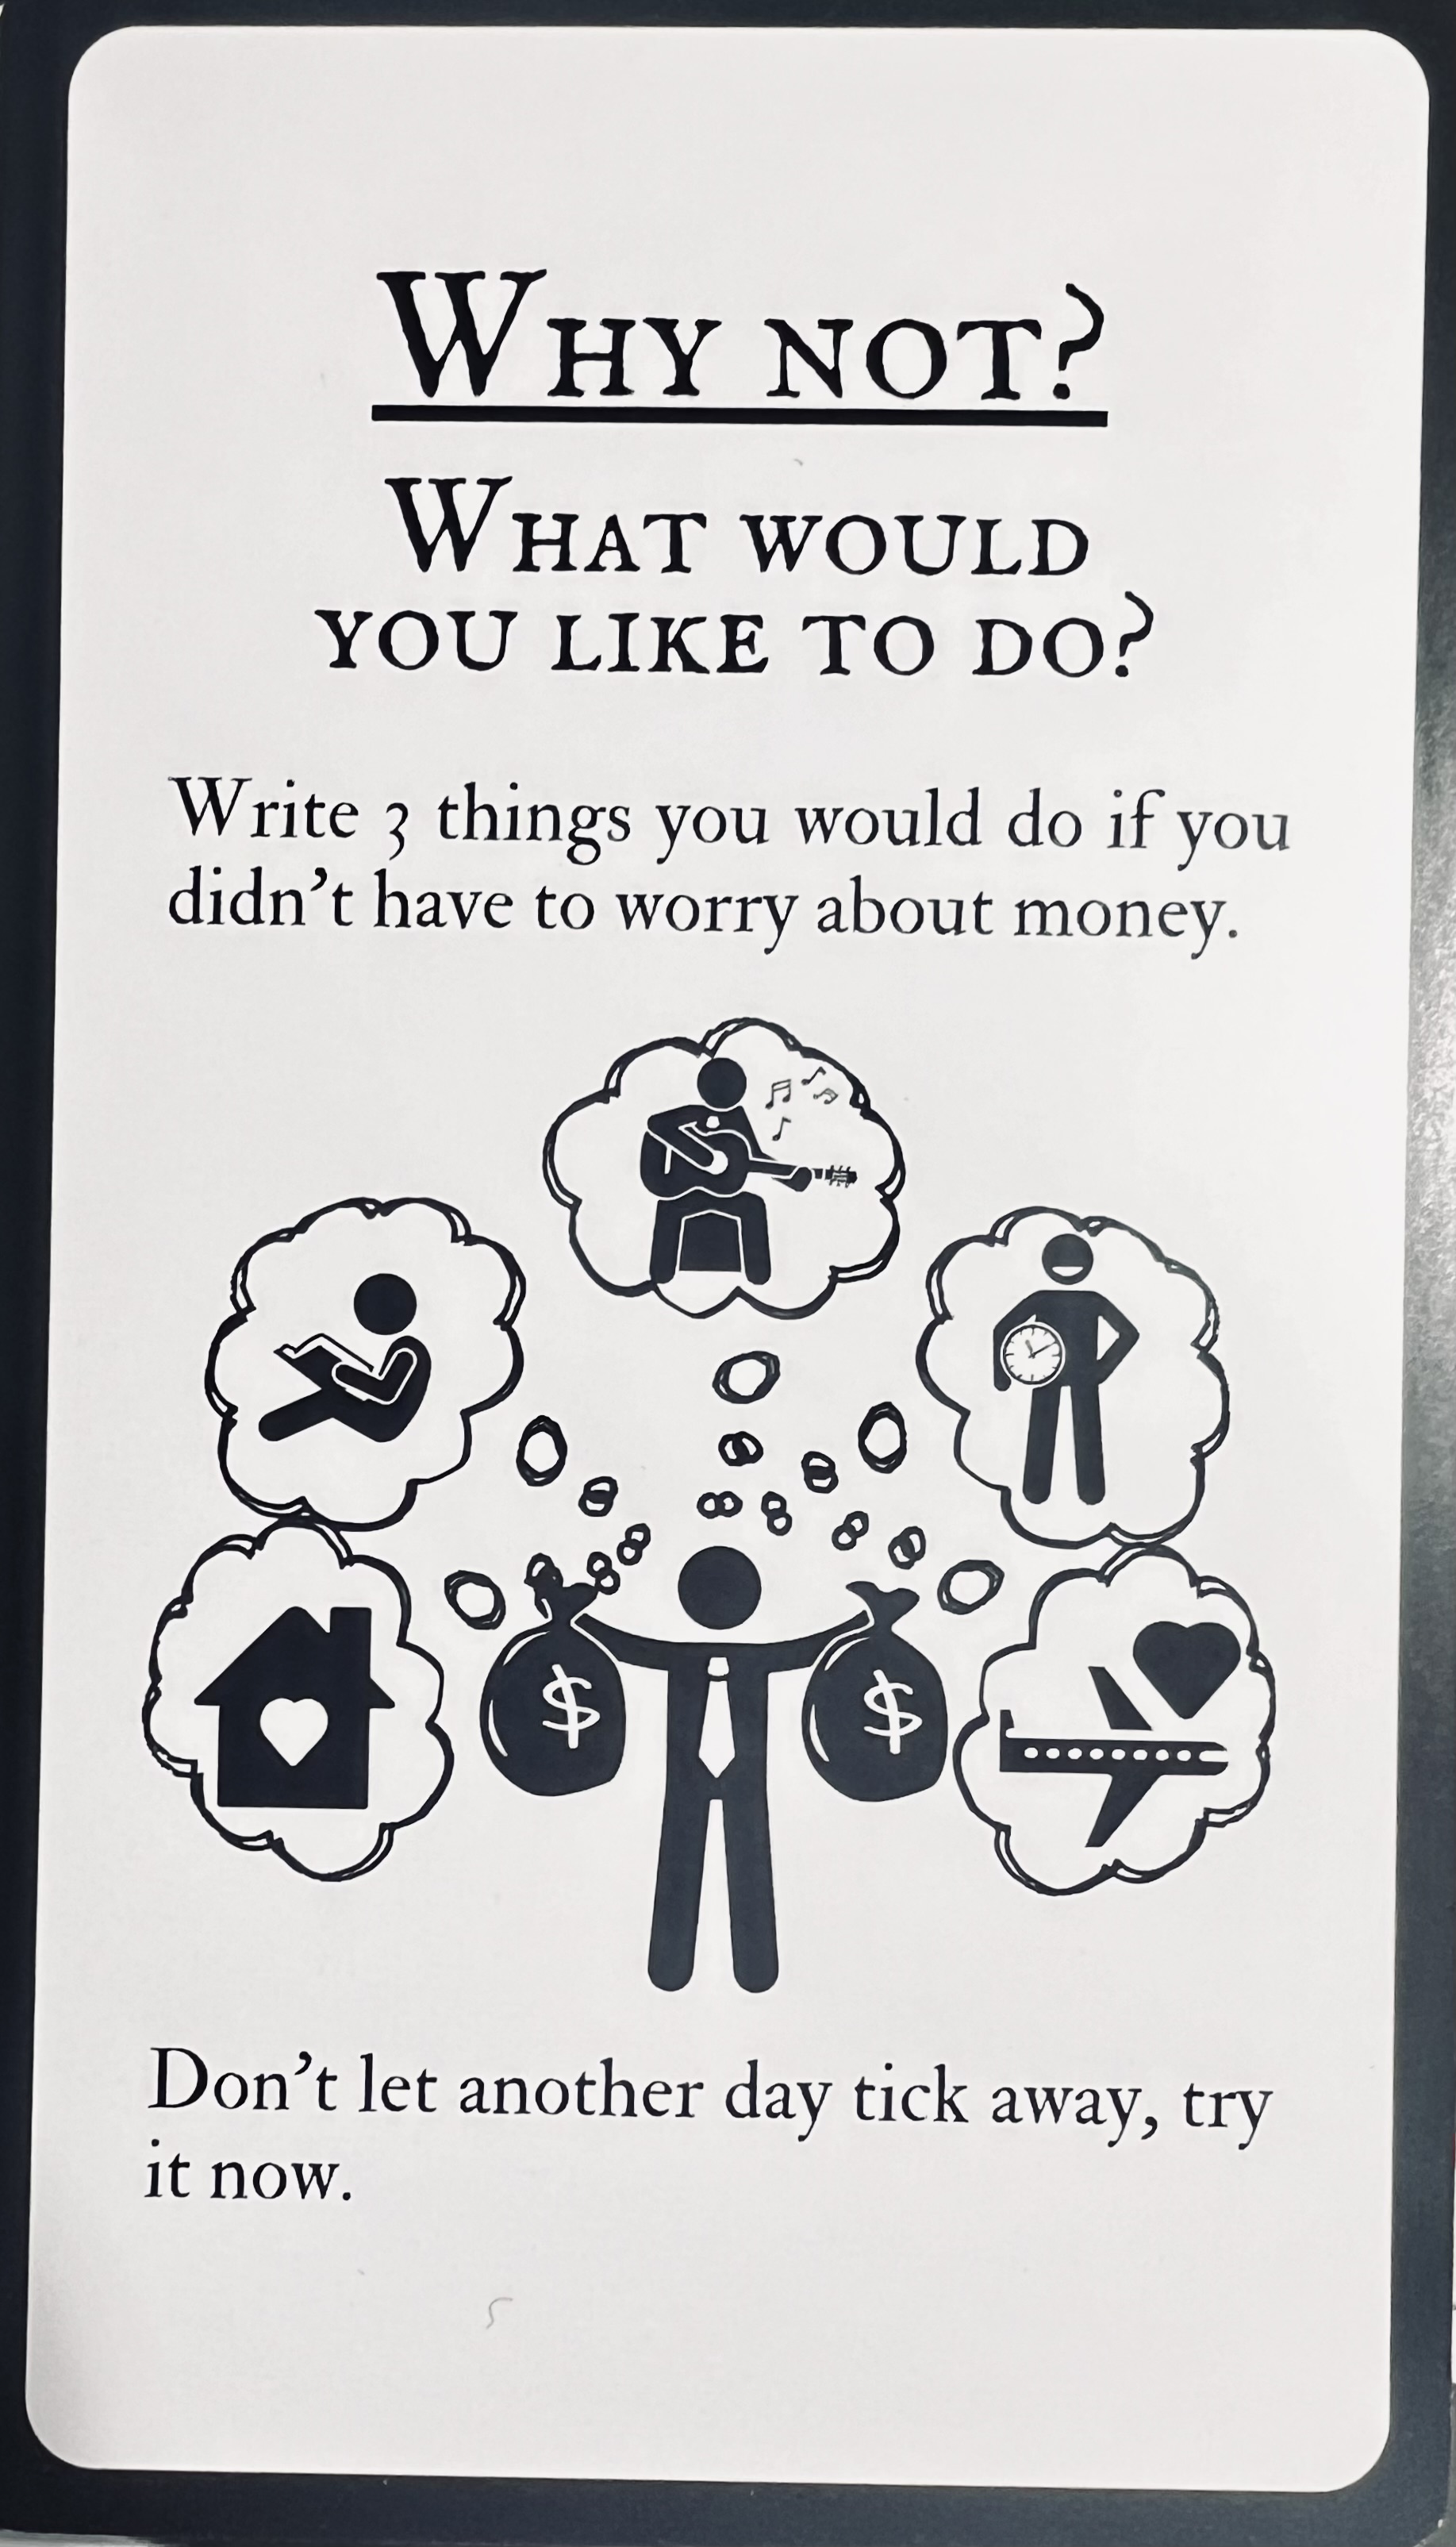 WHY NOT?
WHAT WOULD
YOU LIKE TO DO?
Write 3 things you would do if you
didn't have to worry about money.
$ $
Don't let another day tick away, try
it now.